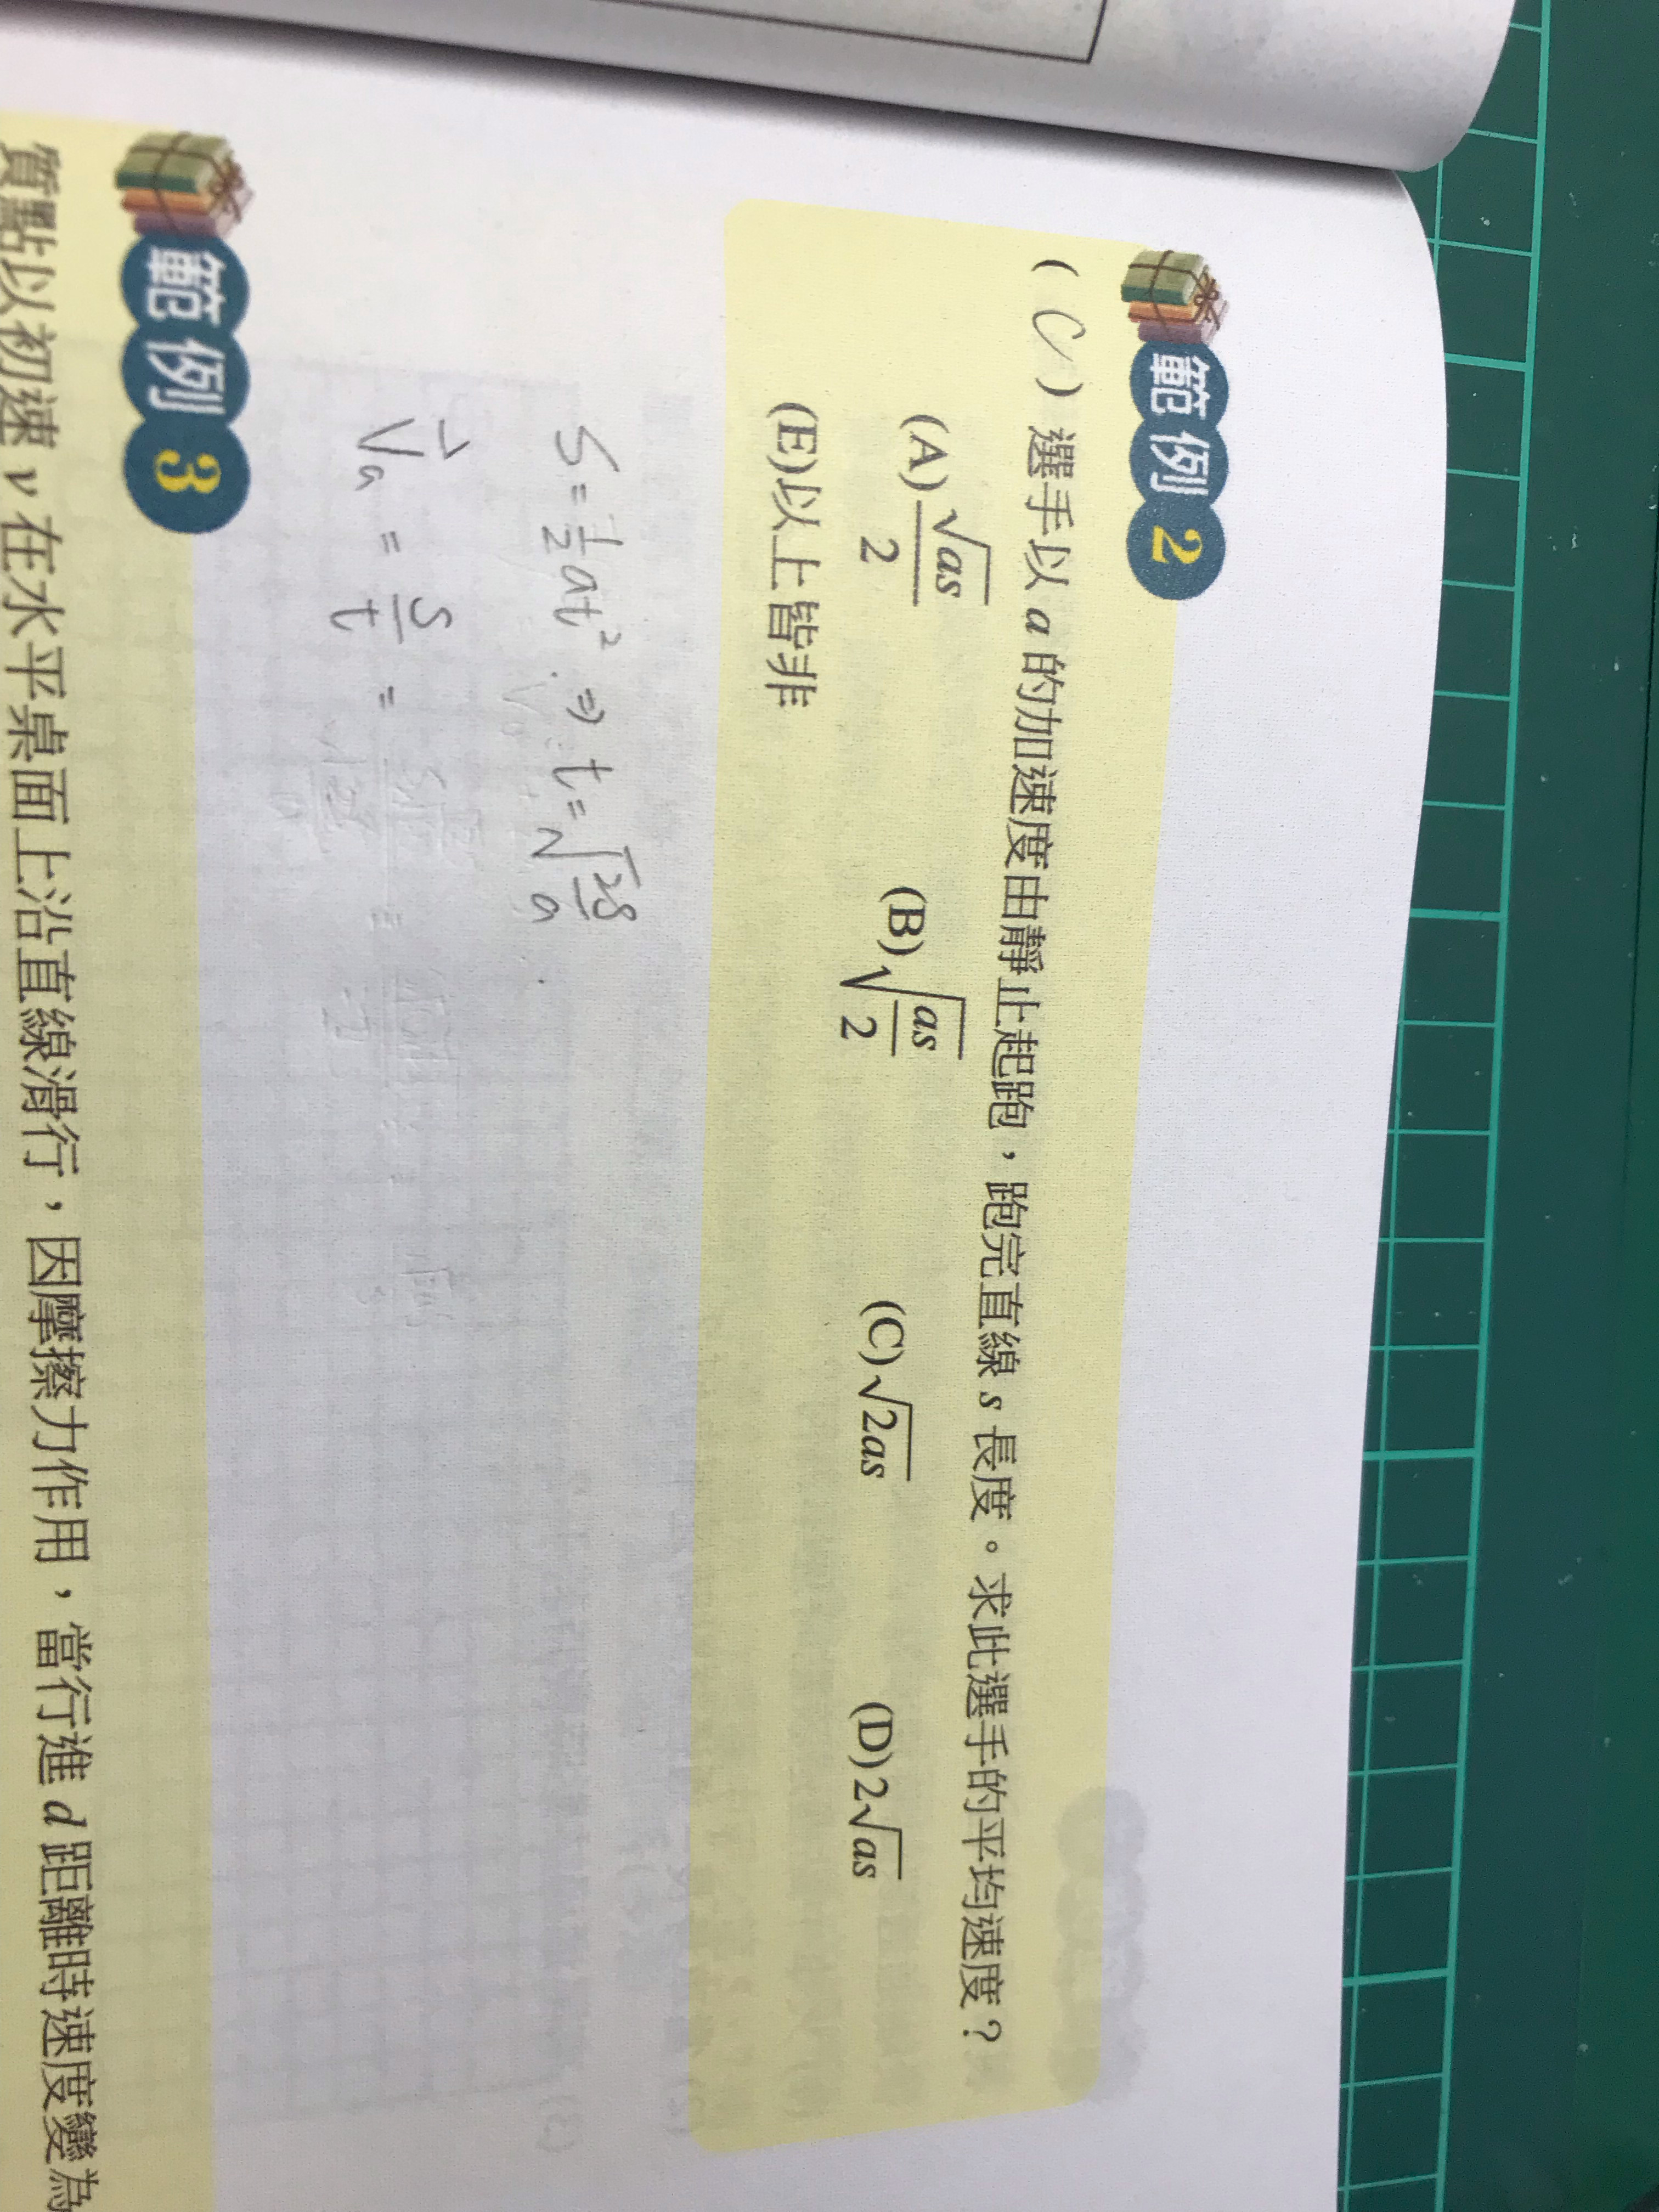 範例 2
( C ) 選手以 a 的加速度由靜止起跑，跑完直線 s 長度。求此選手的平均速度？
(A) √as/2 (B) √(as/2) (C) √2as (D) 2√as
(E) 以上皆非
S = 1/2 at² ⇒ t = √(2S/a)
V⃗a = S/t =
範例 3
質點以初速 v 在水平桌面上沿直線滑行，因摩擦力作用，當行進 d 距離時速度變為